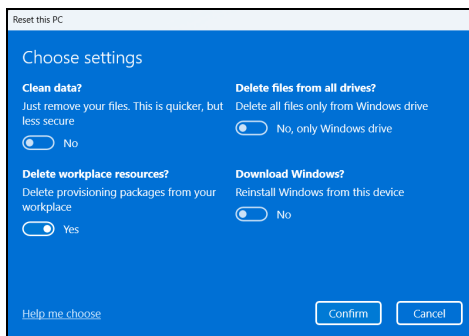 Reset this PC
Choose settings
Clean data?
Just remove your files. This is quicker, but
less secure
No
Delete files from all drives?
Delete all files only from Windows drive
No, only Windows drive
Delete workplace resources?
Delete provisioning packages from your
workplace
Yes
Download Windows?
Reinstall Windows from this device
No
Help me choose
Confirm
Cancel